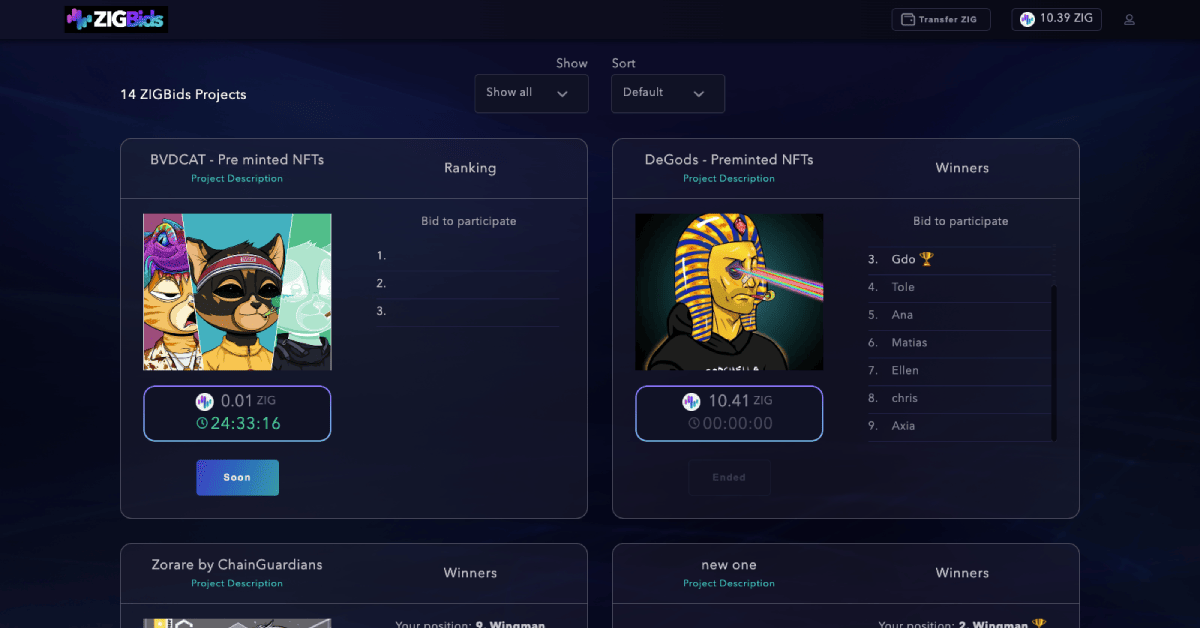 ZIGBids
Transfer ZIG
10.39 ZIG
Show
Sort
14 ZIGBids Projects
Show all
Default
BVDCAT - Pre minted NFTs
Project Description
Ranking
Bid to participate
1.
2.
3.
0.01 ZIG
24:33:16
Soon
DeGods - Preminted NFTs
Project Description
Winners
Bid to participate
3. Gdo
4. Tole
5. Ana
6. Matias
7. Ellen
8. chris
9. Axia
10.41 ZIG
00:00:00
Ended
Zorare by ChainGuardians
Project Description
Winners
Your position: 9. Wingman
new one
Project Description
Winners
Your position: 2. Wingman